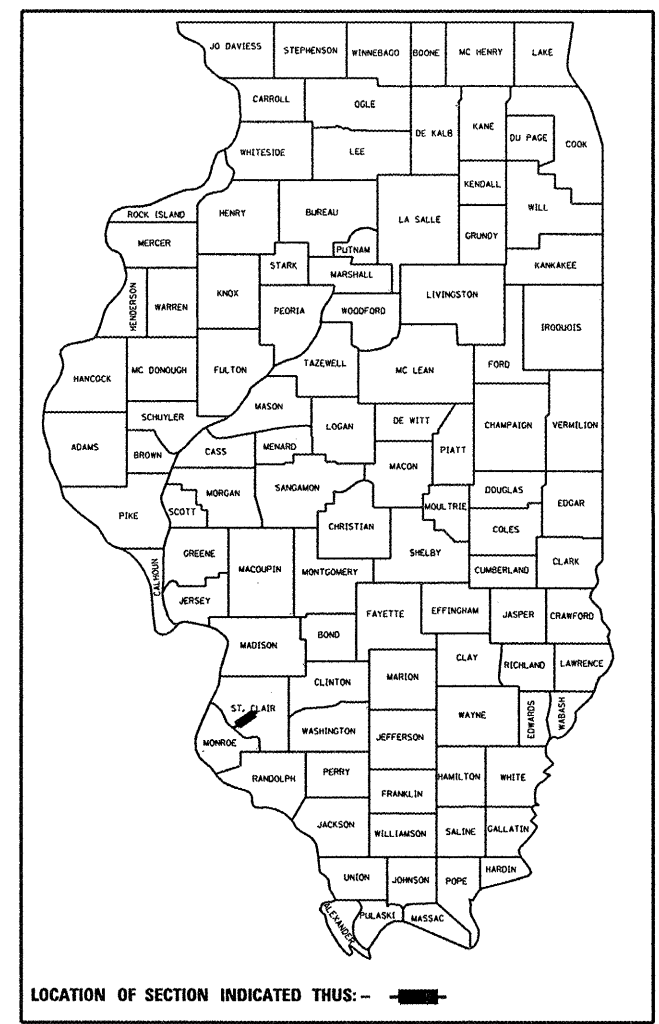 JO DAVIESS STEPHENSON WINNEBAGO BOONE MC HENRY LAKE
CARROLL OGLE DE KALB KANE DU PAGE COOK
WHITESIDE LEE
KENDALL
ROCK ISLAND HENRY BUREAU LA SALLE WILL
GRUNDY
MERCER PUTNAM
STARK MARSHALL KANKAKEE
HENDERSON WARREN KNOX PEORIA WOODFORD LIVINGSTON
IROQUOIS
HANCOCK MC DONOUGH FULTON TAZEWELL MC LEAN FORD
MASON
SCHUYLER LOGAN DE WITT CHAMPAIGN VERMILION
ADAMS BROWN CASS MENARD MACON PIATT
PIKE SCOTT MORGAN SANGAMON DOUGLAS EDGAR
CHRISTIAN MOULTRIE COLES
CALHOUN GREENE MACOUPIN MONTGOMERY SHELBY CUMBERLAND CLARK
JERSEY FAYETTE EFFINGHAM JASPER CRAWFORD
MADISON BOND
CLAY RICHLAND LAWRENCE
CLINTON MARION
ST. CLAIR WAYNE EDWARDS WABASH
MONROE WASHINGTON JEFFERSON
RANDOLPH PERRY HAMILTON WHITE
FRANKLIN
JACKSON WILLIAMSON SALINE GALLATIN
UNION JOHNSON POPE HARDIN
ALEXANDER PULASKI MASSAC
LOCATION OF SECTION INDICATED THUS: –